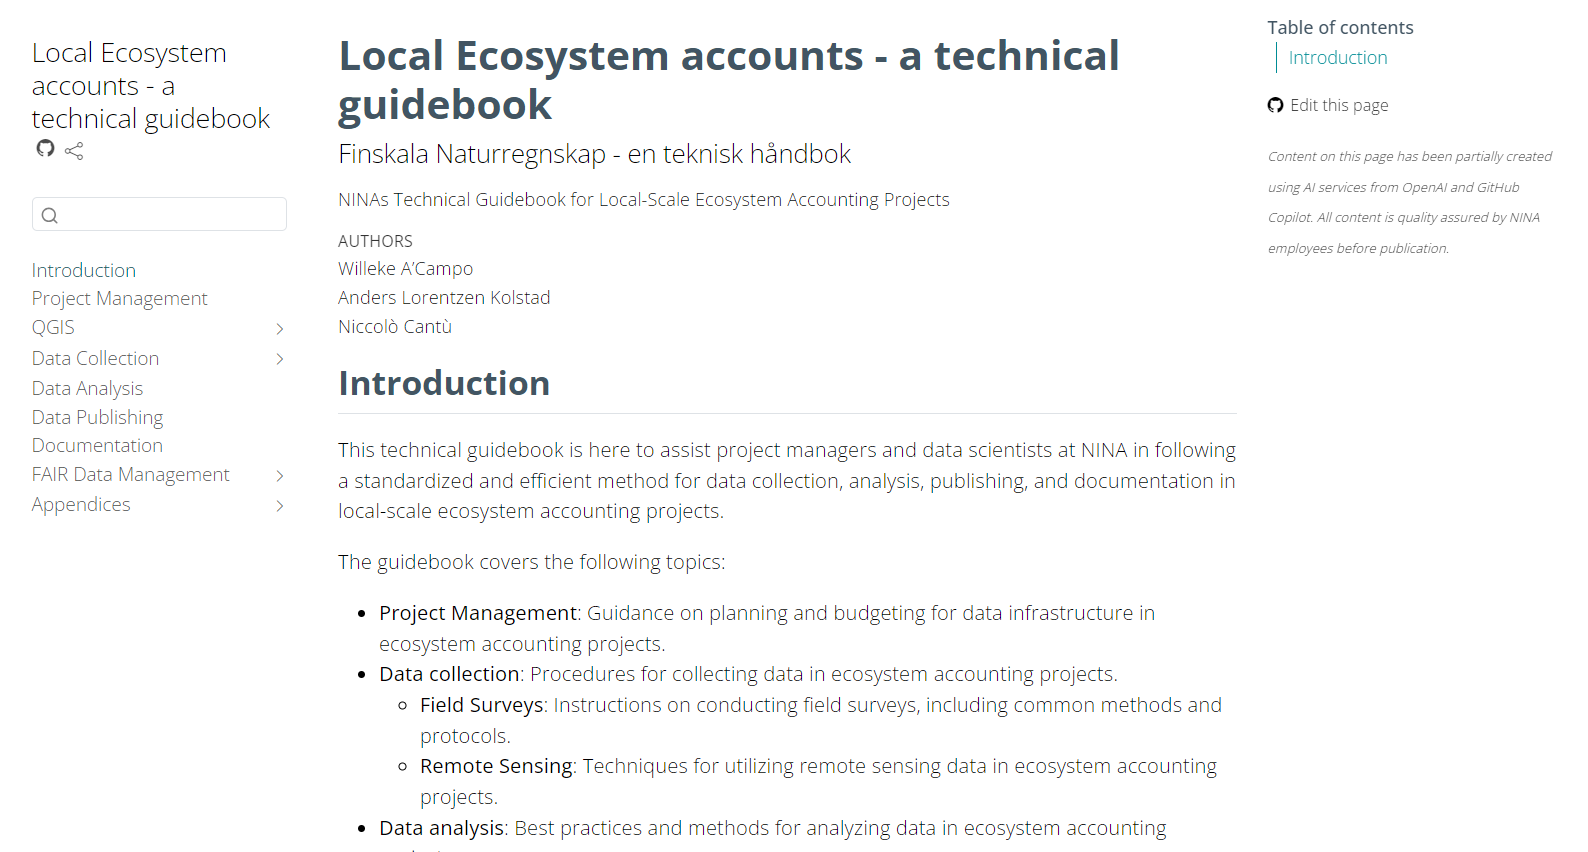 Local Ecosystem
accounts - a
technical guidebook
Introduction
Project Management
QGIS
Data Collection
Data Analysis
Data Publishing
Documentation
FAIR Data Management
Appendices
Local Ecosystem accounts - a technical
guidebook
Finskala Naturregnskap - en teknisk håndbok
NINAs Technical Guidebook for Local-Scale Ecosystem Accounting Projects
AUTHORS
Willeke A’Campo
Anders Lorentzen Kolstad
Niccolò Cantù
Introduction
This technical guidebook is here to assist project managers and data scientists at NINA in following
a standardized and efficient method for data collection, analysis, publishing, and documentation in
local-scale ecosystem accounting projects.
The guidebook covers the following topics:
• Project Management: Guidance on planning and budgeting for data infrastructure in
ecosystem accounting projects.
• Data collection: Procedures for collecting data in ecosystem accounting projects.
◦ Field Surveys: Instructions on conducting field surveys, including common methods and
protocols.
◦ Remote Sensing: Techniques for utilizing remote sensing data in ecosystem accounting
projects.
• Data analysis: Best practices and methods for analyzing data in ecosystem accounting
Table of contents
Introduction
Edit this page
Content on this page has been partially created
using AI services from OpenAI and GitHub
Copilot. All content is quality assured by NINA
employees before publication.